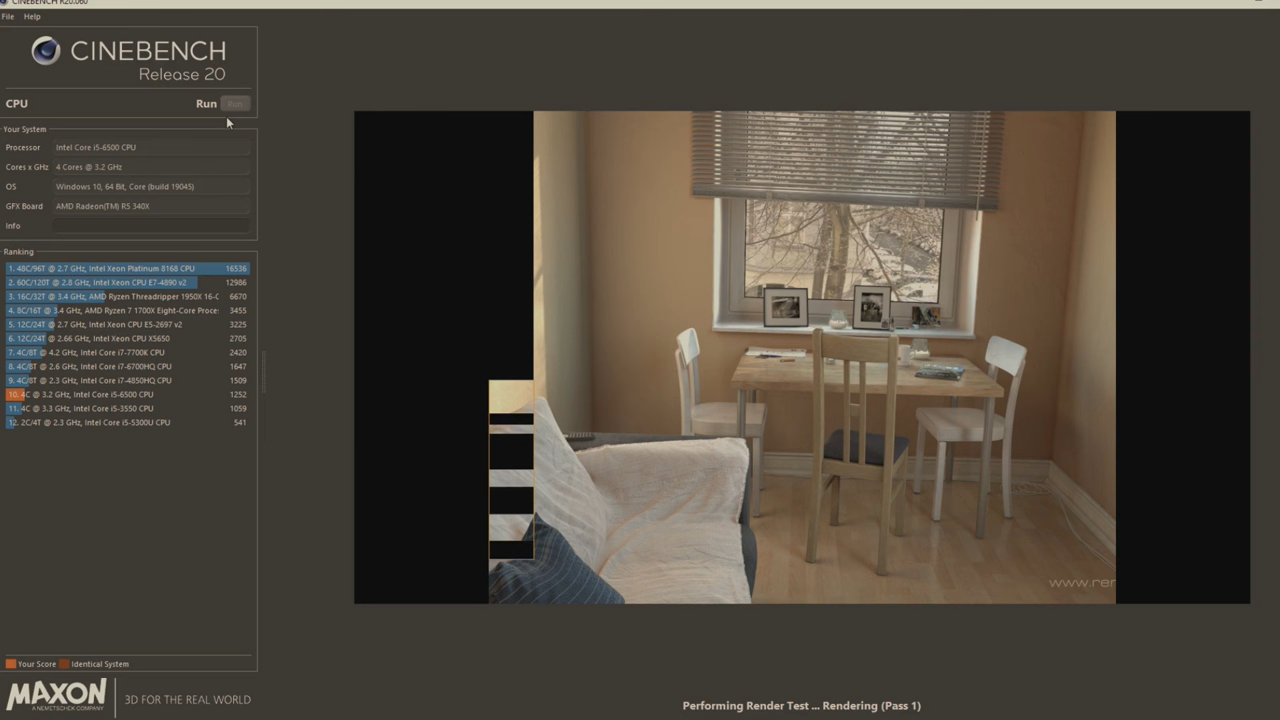 CINEBENCH R20.060
File Help
CINEBENCH
Release 20
CPU Run Run
Your System
Processor Intel Core i5-6500 CPU
Cores x GHz 4 Cores @ 3.2 GHz
OS Windows 10, 64 Bit, Core (build 19045)
GFX Board AMD Radeon(TM) R5 340X
Info
Ranking
1. 48C/96T @ 2.7 GHz, Intel Xeon Platinum 8168 CPU 16536
2. 60C/120T @ 2.8 GHz, Intel Xeon CPU E7-4890 v2 12986
3. 16C/32T @ 3.4 GHz, AMD Ryzen Threadripper 1950X 16-C 6670
4. 8C/16T @ 3.4 GHz, AMD Ryzen 7 1700X Eight-Core Proce: 3455
5. 12C/24T @ 2.7 GHz, Intel Xeon CPU E5-2697 v2 3225
6. 12C/24T @ 2.66 GHz, Intel Xeon CPU X5650 2705
7. 4C/8T @ 4.2 GHz, Intel Core i7-7700K CPU 2420
8. 4C/8T @ 2.6 GHz, Intel Core i7-6700HQ CPU 1647
9. 4C/8T @ 2.3 GHz, Intel Core i7-4850HQ CPU 1509
10. 4C @ 3.2 GHz, Intel Core i5-6500 CPU 1252
11. 4C @ 3.3 GHz, Intel Core i5-3550 CPU 1059
12. 2C/4T @ 2.3 GHz, Intel Core i5-5300U CPU 541
www.rer
Your Score Identical System
MAXON
A NEMETSCHEK COMPANY
3D FOR THE REAL WORLD
Performing Render Test ... Rendering (Pass 1)